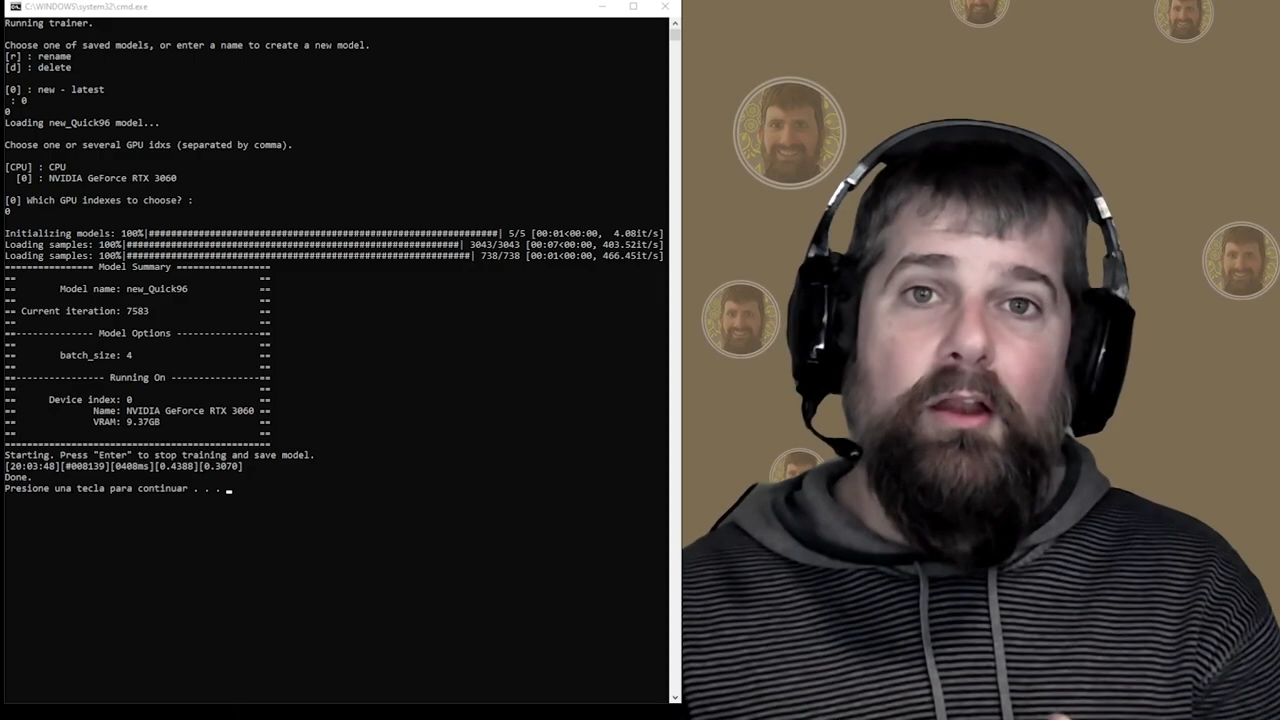 C:\WINDOWS\system32\cmd.exe
Running trainer.
Choose one of saved models, or enter a name to create a new model.
[r] : rename
[d] : delete
[0] : new - latest
: 0
0
Loading new_Quick96 model...
Choose one or several GPU idxs (separated by comma).
[CPU] : CPU
[0] : NVIDIA GeForce RTX 3060
[0] Which GPU indexes to choose? :
0
Initializing models: 100%|###############################################################| 5/5 [00:01<00:00, 4.08it/s]
Loading samples: 100%|############################################################| 3043/3043 [00:07<00:00, 403.52it/s]
Loading samples: 100%|##############################################################| 738/738 [00:01<00:00, 466.45it/s]
================ Model Summary =================
== ==
== Model name: new_Quick96 ==
== ==
== Current iteration: 7583 ==
== ==
==-------------- Model Options ---------------==
== ==
== batch_size: 4 ==
== ==
==---------------- Running On ----------------==
== ==
== Device index: 0 ==
== Name: NVIDIA GeForce RTX 3060 ==
== VRAM: 9.37GB ==
== ==
================================================
Starting. Press "Enter" to stop training and save model.
[20:03:48][#008139][0408ms][0.4388][0.3070]
Done.
Presione una tecla para continuar . . .